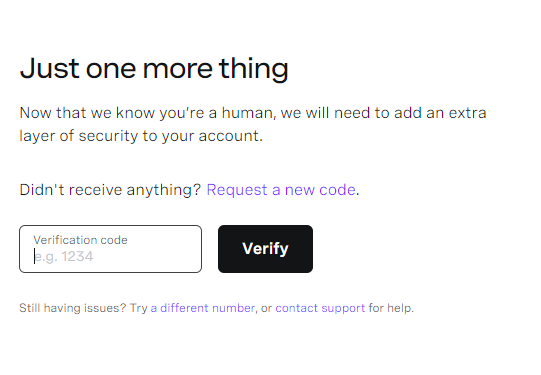 Just one more thing
Now that we know you’re a human, we will need to add an extra
layer of security to your account.
Didn't receive anything? Request a new code.
Verification code
e.g. 1234
Verify
Still having issues? Try a different number, or contact support for help.